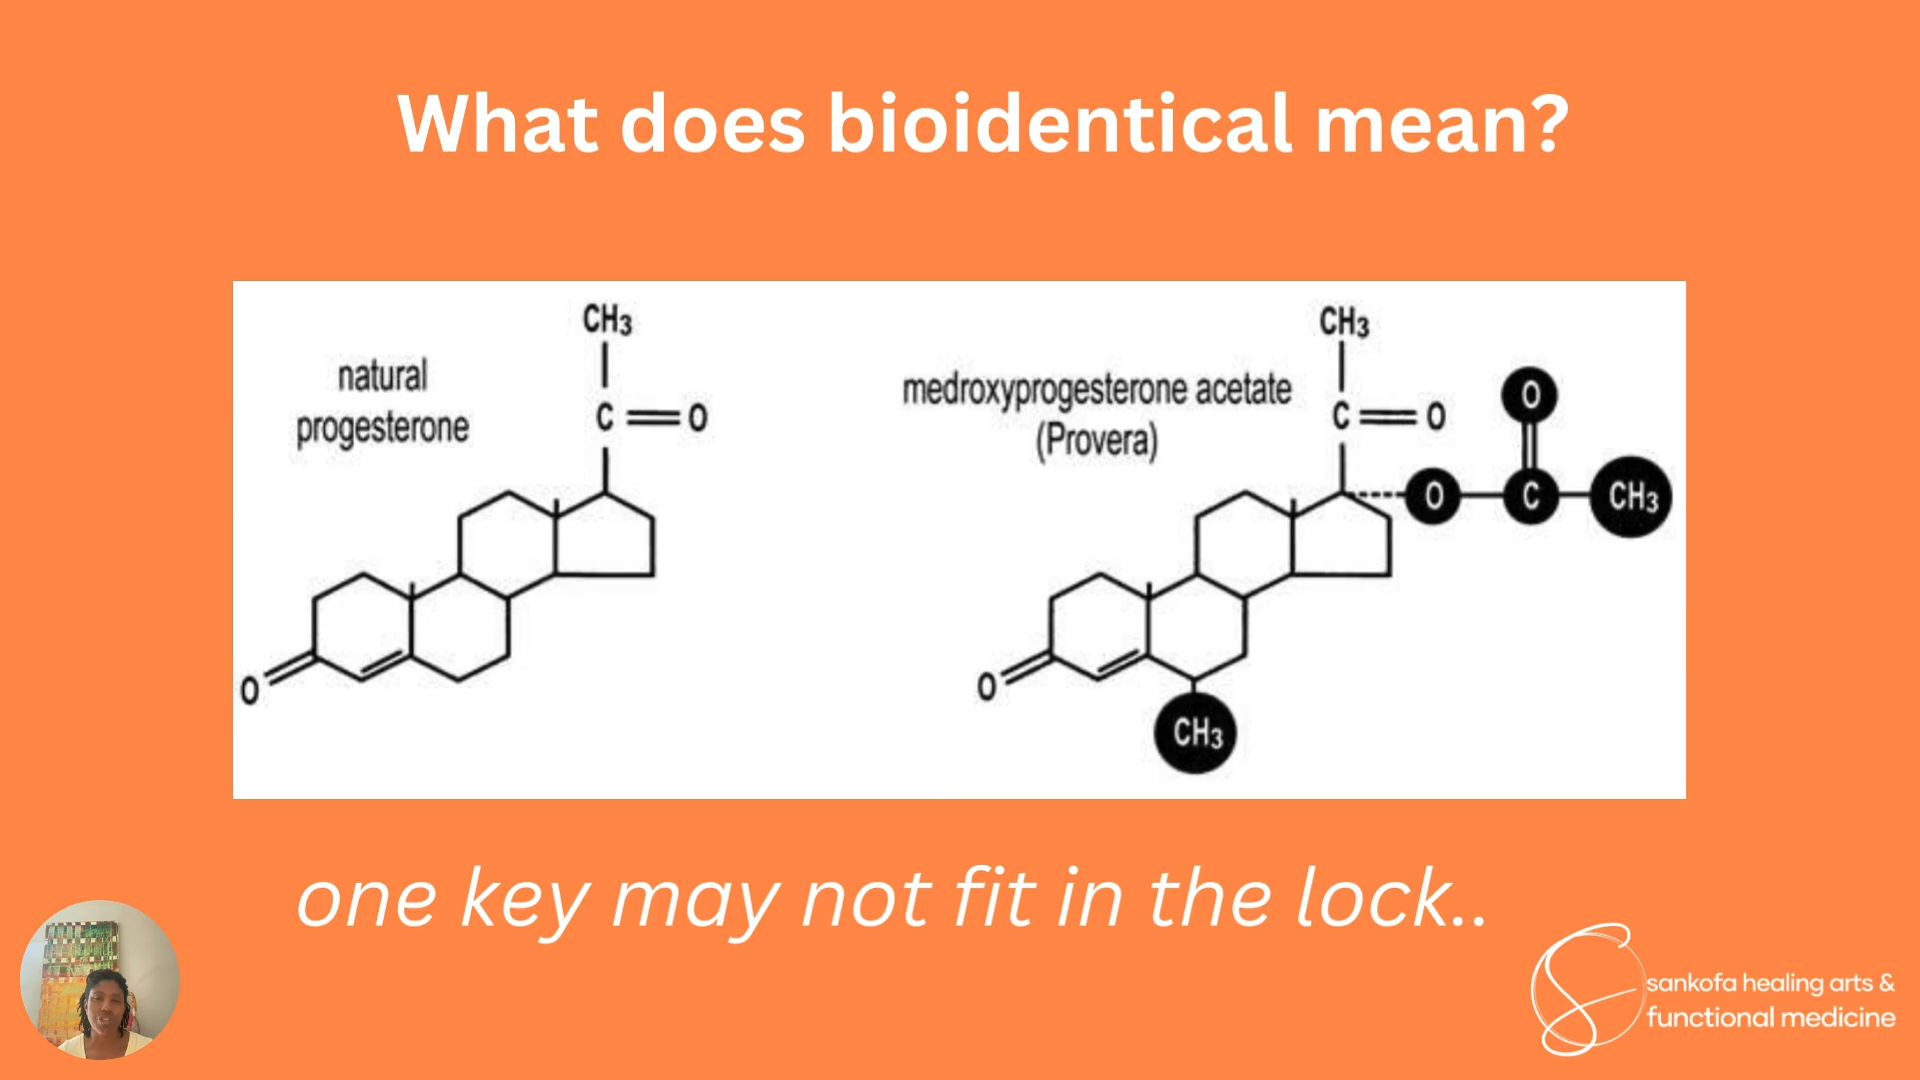 What does bioidentical mean?
natural
progesterone
CH3
C
O
O
medroxyprogesterone acetate
(Provera)
CH3
C
O
O
O
C
CH3
O
CH3
one key may not fit in the lock..
sankofa healing arts &
functional medicine